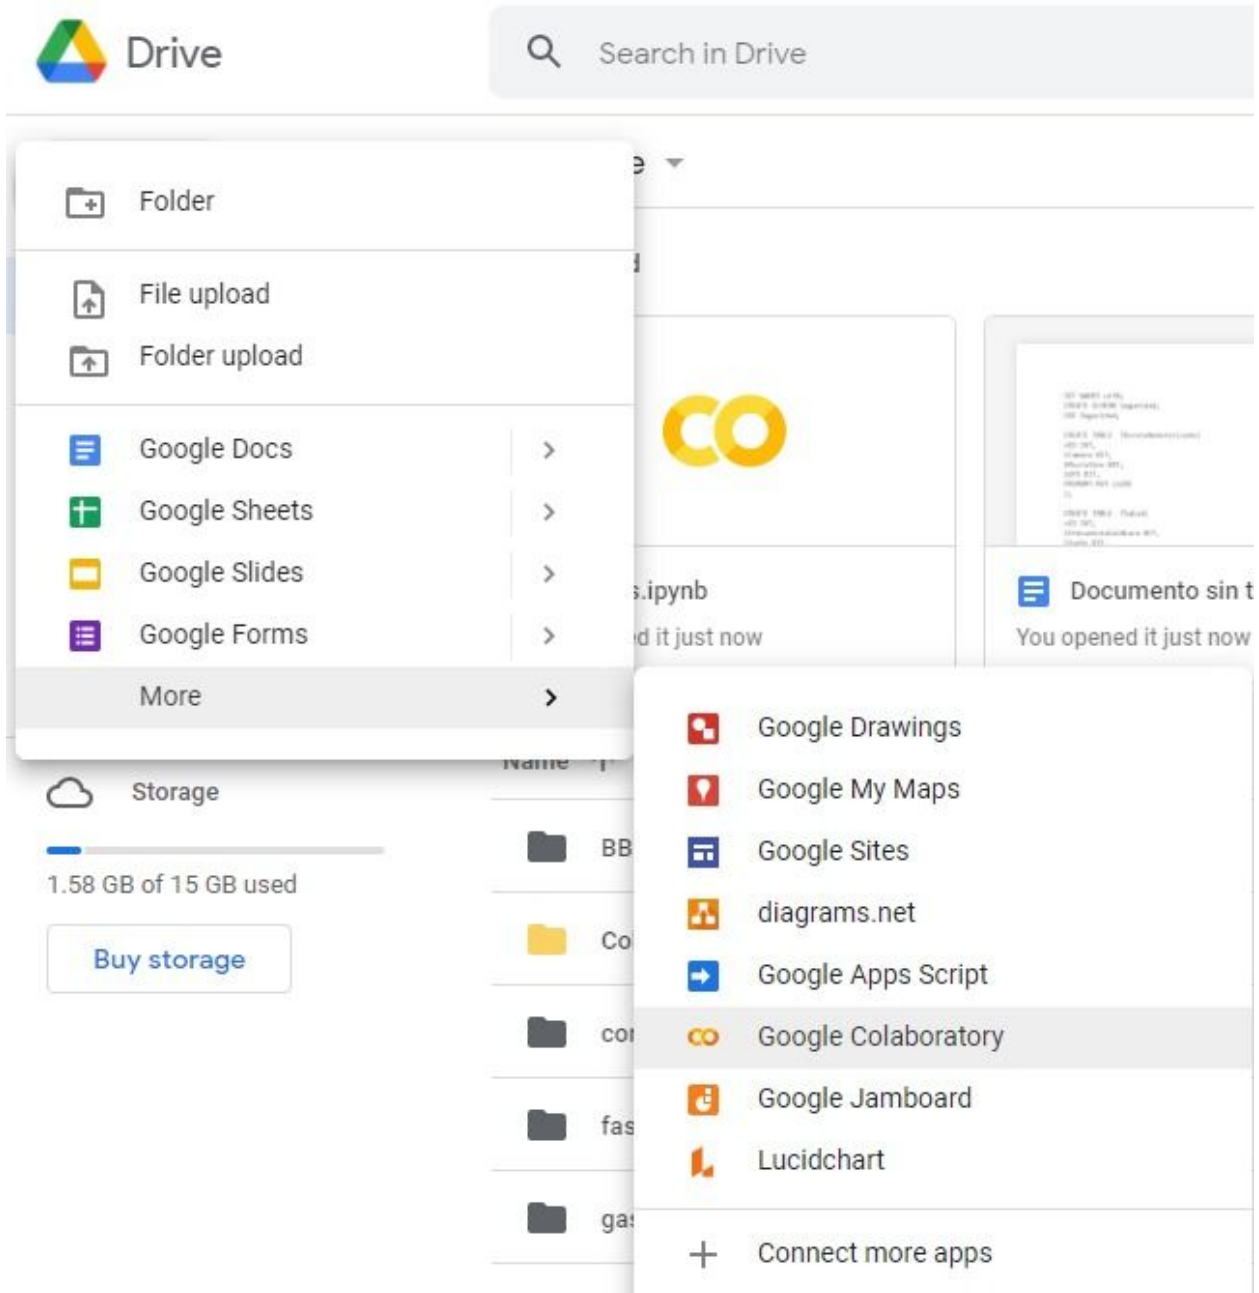 Drive
Search in Drive
Folder
File upload
Folder upload
Google Docs
Google Sheets
Google Slides
Google Forms
More
s.ipynb
d it just now
Documento sin t
You opened it just now
Name
Storage
1.58 GB of 15 GB used
Buy storage
BB
Co
cor
fas
gas
Google Drawings
Google My Maps
Google Sites
diagrams.net
Google Apps Script
Google Colaboratory
Google Jamboard
Lucidchart
Connect more apps